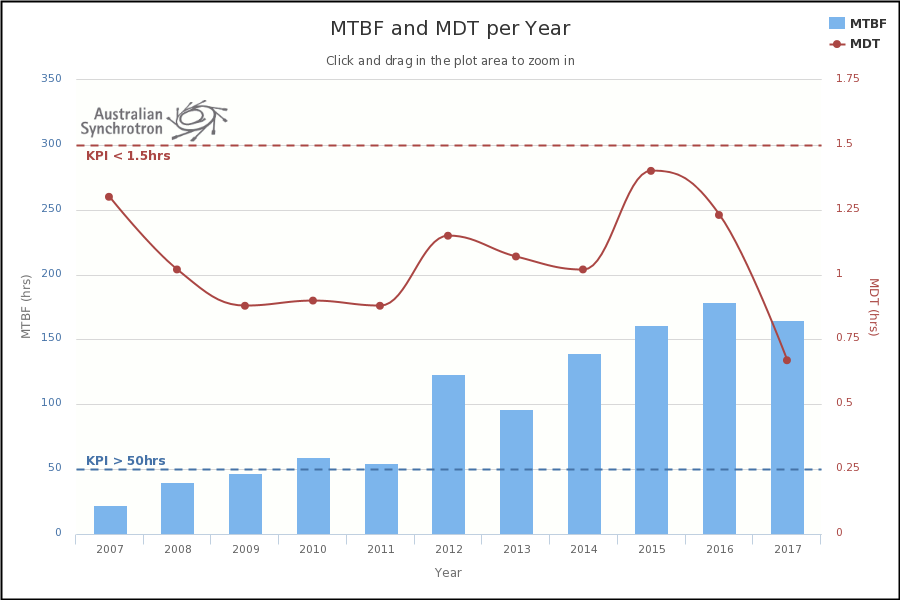 MTBF and MDT per Year
Click and drag in the plot area to zoom in
MTBF
MDT
Australian
Synchrotron
KPI < 1.5hrs
KPI > 50hrs
350
300
250
200
150
100
50
0
MTBF (hrs)
1.75
1.5
1.25
1
0.75
0.5
0.25
0
MDT (hrs)
2007 2008 2009 2010 2011 2012 2013 2014 2015 2016 2017
Year